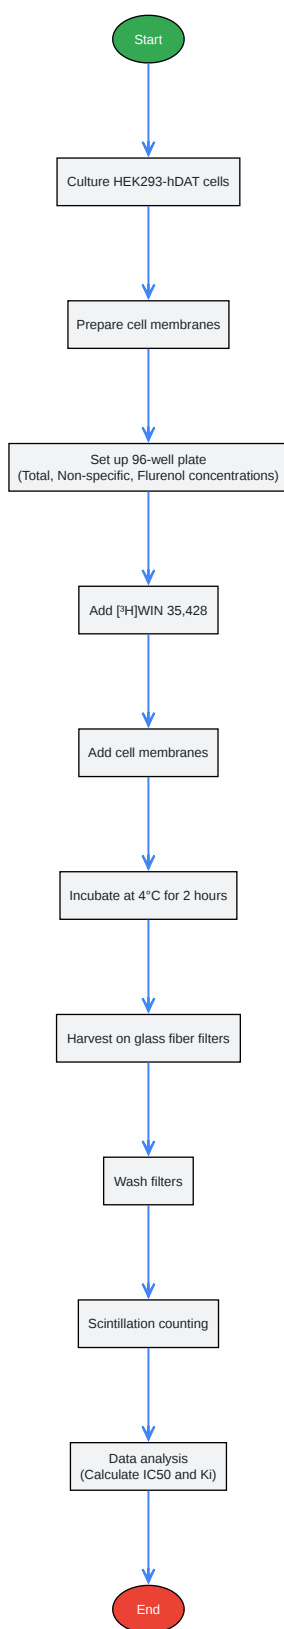 Start
Culture HEK293-hDAT cells
Prepare cell membranes
Set up 96-well plate
(Total, Non-specific, Flurenol concentrations)
Add [³H]WIN 35,428
Add cell membranes
Incubate at 4°C for 2 hours
Harvest on glass fiber filters
Wash filters
Scintillation counting
Data analysis
(Calculate IC50 and Ki)
End